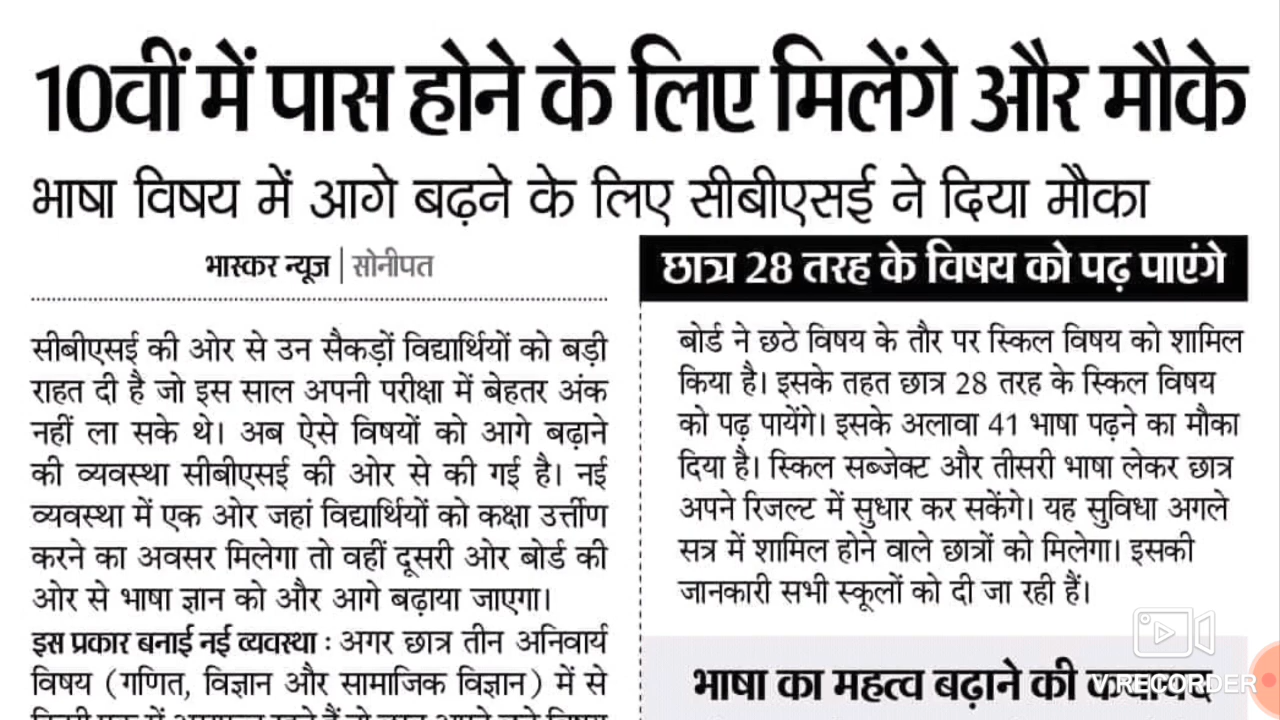 10वीं में पास होने के लिए मिलेंगे और मौके
भाषा विषय में आगे बढ़ने के लिए सीबीएसई ने दिया मौका
भास्कर न्यूज | सोनीपत
सीबीएसई की ओर से उन सैकड़ों विद्यार्थियों को बड़ी
राहत दी है जो इस साल अपनी परीक्षा में बेहतर अंक
नहीं ला सके थे। अब ऐसे विषयों को आगे बढ़ाने
की व्यवस्था सीबीएसई की ओर से की गई है। नई
व्यवस्था में एक ओर जहां विद्यार्थियों को कक्षा उर्त्तीण
करने का अवसर मिलेगा तो वहीं दूसरी ओर बोर्ड की
ओर से भाषा ज्ञान को और आगे बढ़ाया जाएगा।
इस प्रकार बनाई नई व्यवस्था : अगर छात्र तीन अनिवार्य
विषय (गणित, विज्ञान और सामाजिक विज्ञान) में से
छात्र 28 तरह के विषय को पढ़ पाएंगे
बोर्ड ने छठे विषय के तौर पर स्किल विषय को शामिल
किया है। इसके तहत छात्र 28 तरह के स्किल विषय
को पढ़ पायेंगे। इसके अलावा 41 भाषा पढ़ने का मौका
दिया है। स्किल सब्जेक्ट और तीसरी भाषा लेकर छात्र
अपने रिजल्ट में सुधार कर सकेंगे। यह सुविधा अगले
सत्र में शामिल होने वाले छात्रों को मिलेगा। इसकी
जानकारी सभी स्कूलों को दी जा रही हैं।
भाषा का महत्व बढ़ाने की कवायद
V RECORDER